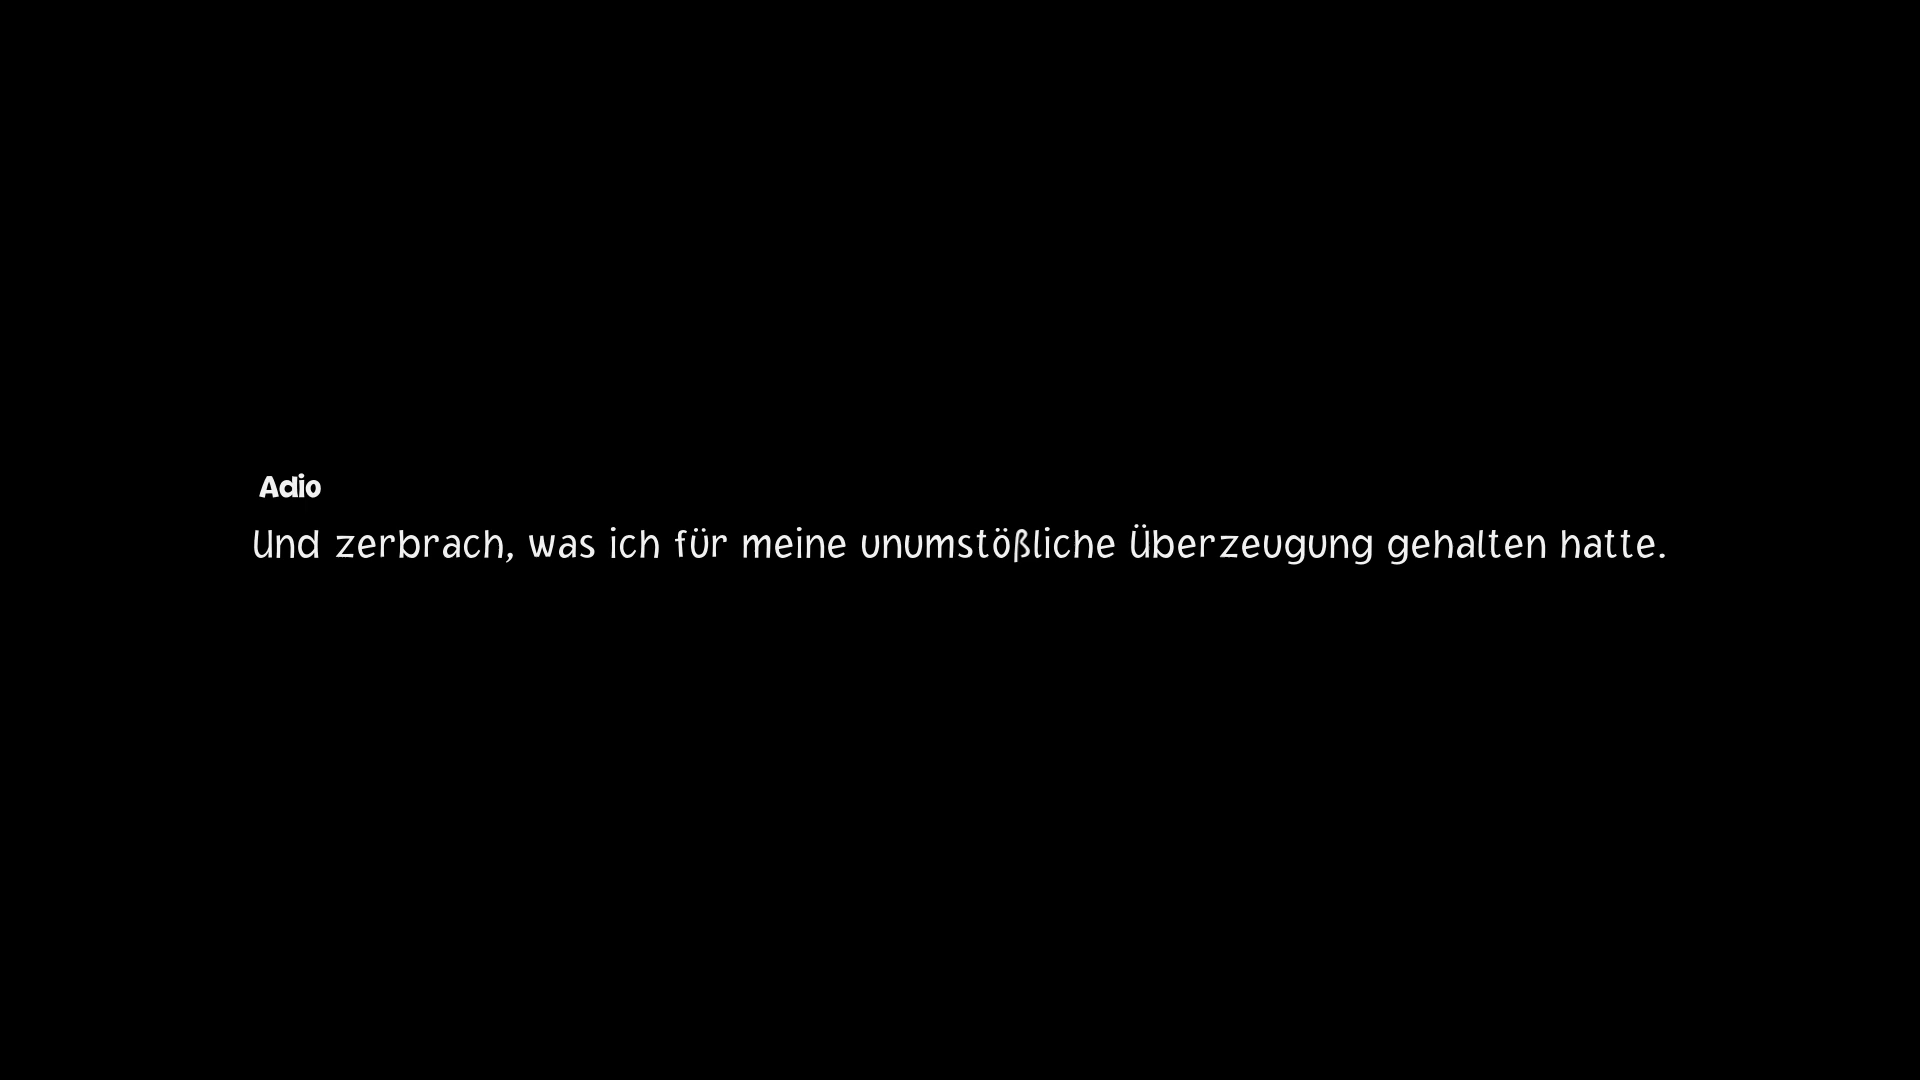 Adio
Und zerbrach, was ich für meine unumstößliche Überzeugung gehalten hatte.